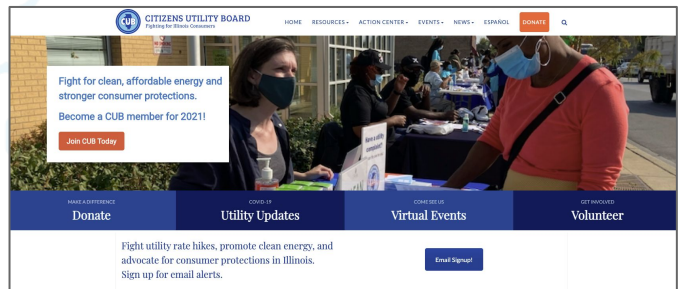 CUB
CITIZENS UTILITY BOARD
Fighting for Illinois Consumers
HOME RESOURCES ACTION CENTER EVENTS NEWS ESPAÑOL DONATE
Fight for clean, affordable energy and
stronger consumer protections.
Become a CUB member for 2021!
Join CUB Today
Have a utility
complaint?
MAKE A DIFFERENCE
Donate
COVID-19
Utility Updates
COME SEE US
Virtual Events
GET INVOLVED
Volunteer
Fight utility rate hikes, promote clean energy, and
advocate for consumer protections in Illinois.
Sign up for email alerts.
Email Signup!